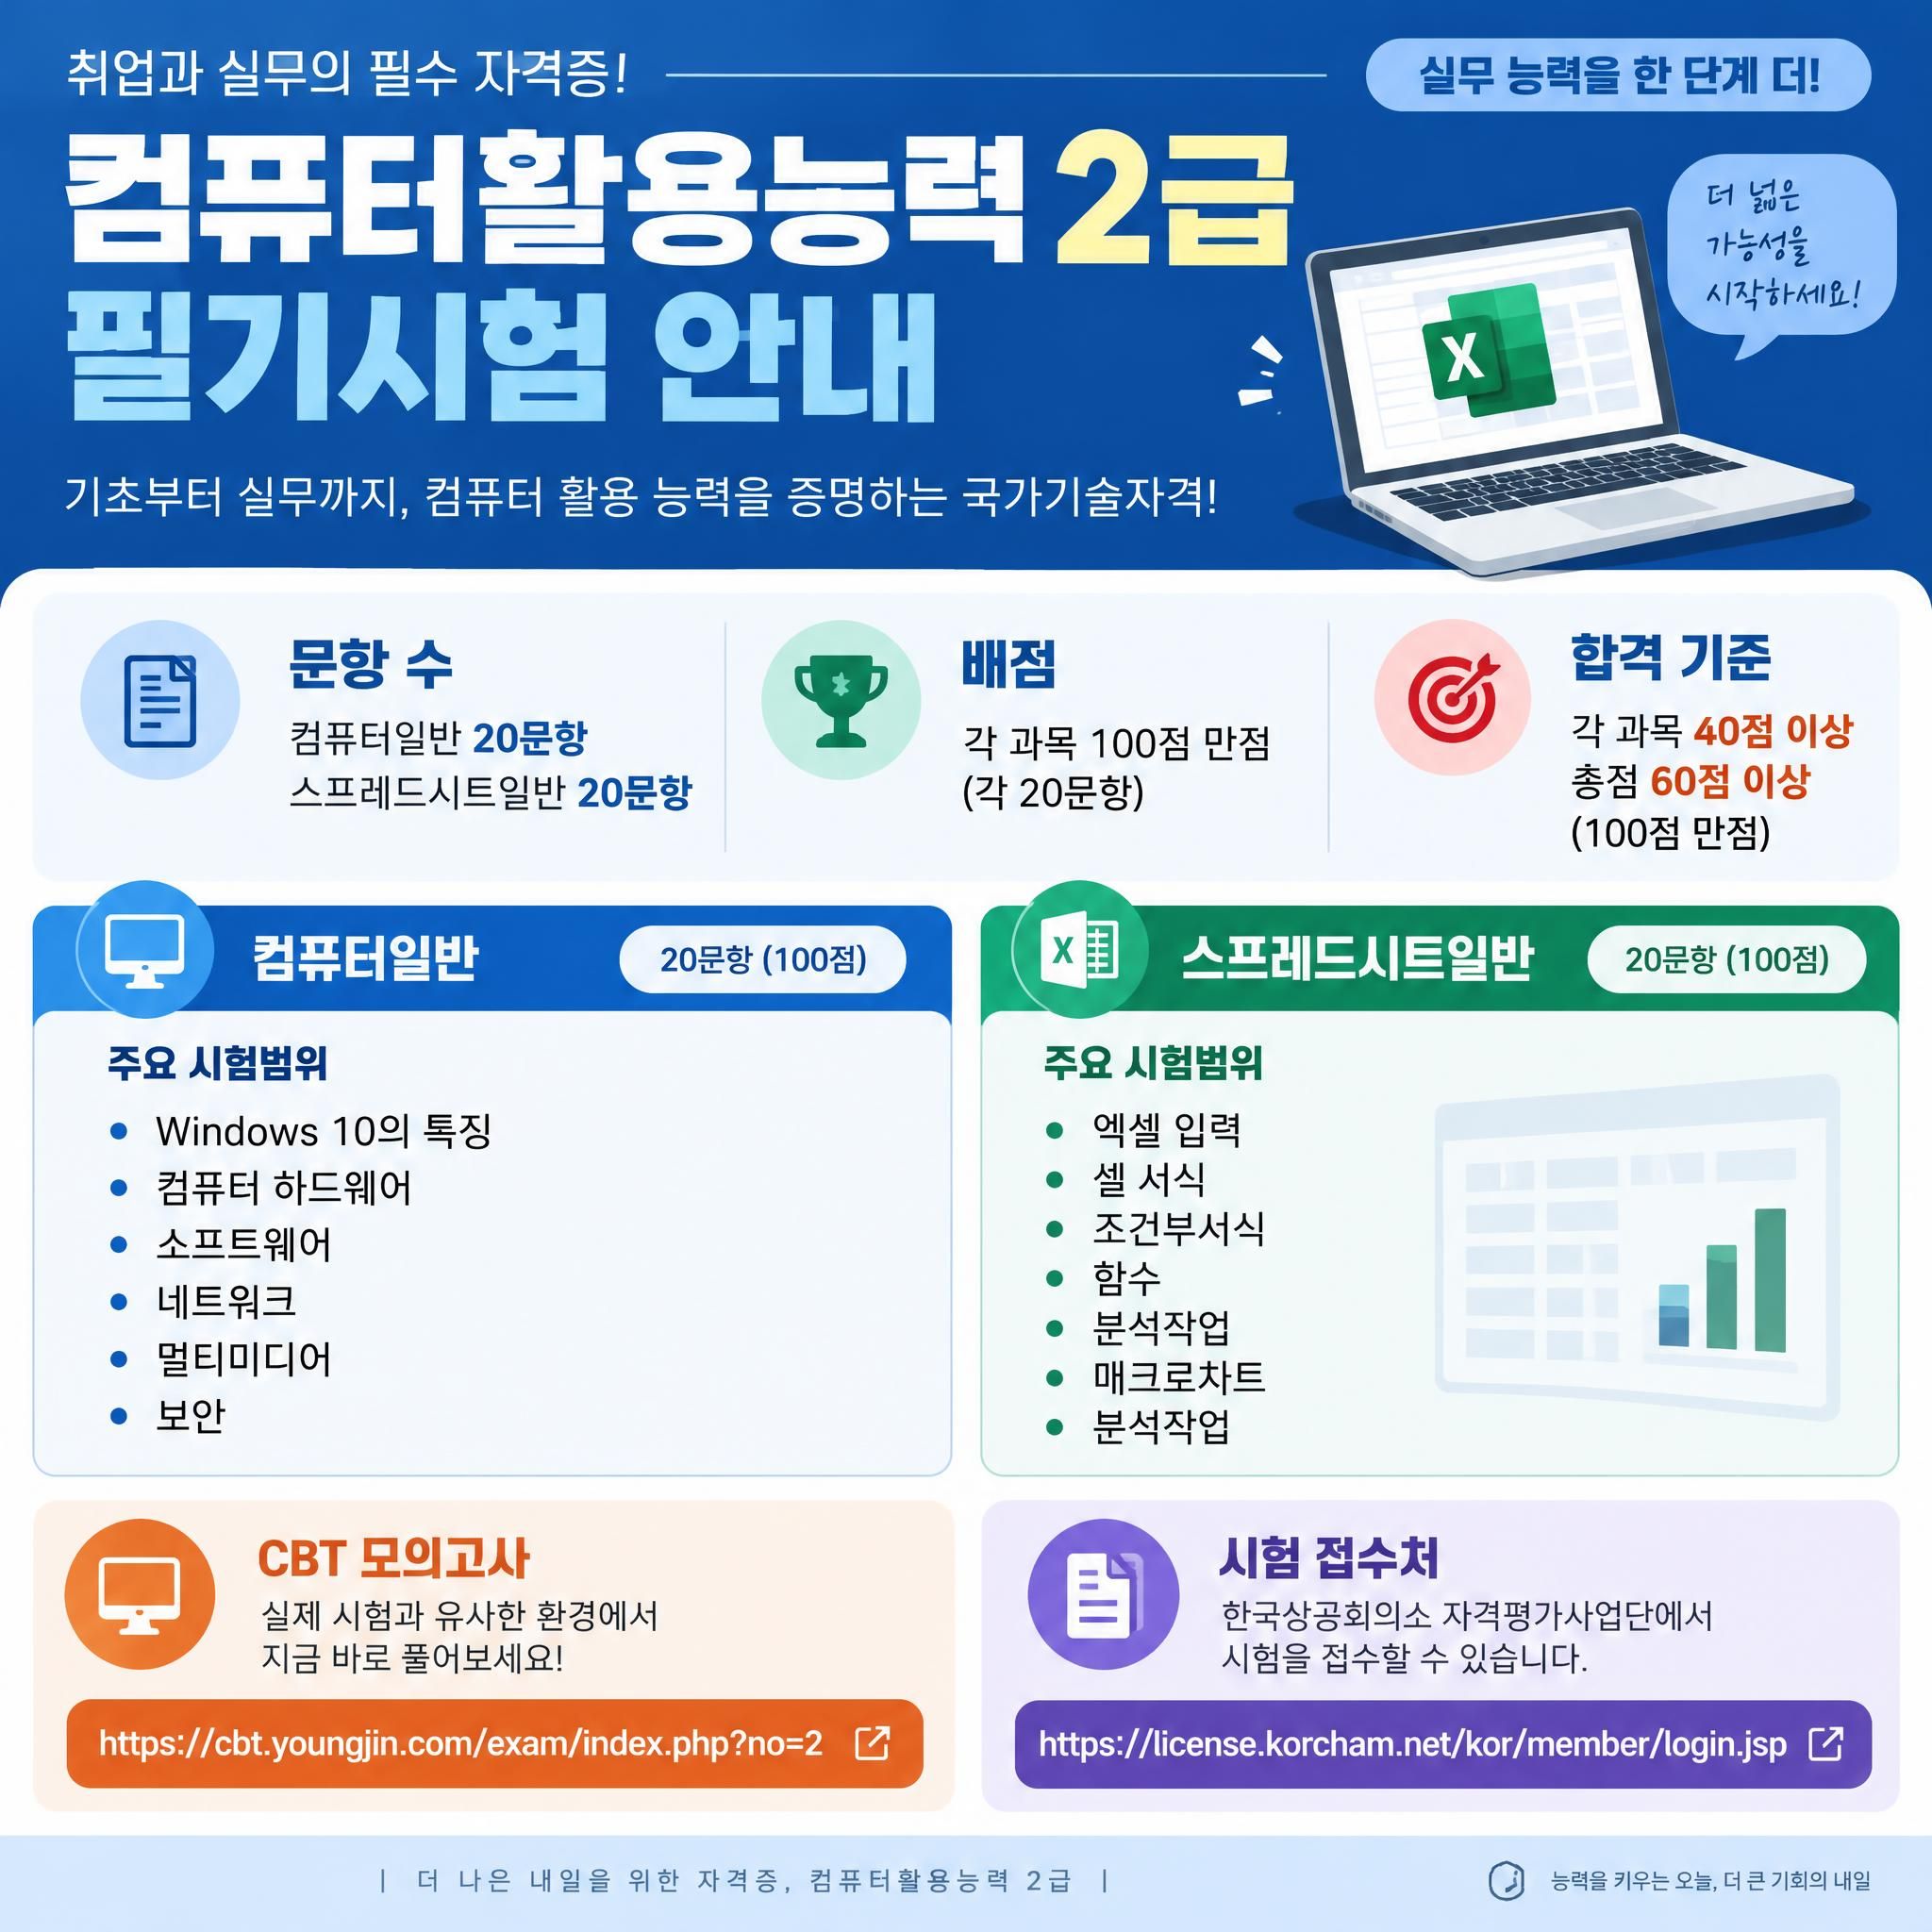 취업과 실무의 필수 자격증!
실무 능력을 한 단계 더!
컴퓨터활용능력 2급
필기시험 안내
더 넓은
가능성을
시작하세요!
X
기초부터 실무까지, 컴퓨터 활용 능력을 증명하는 국가기술자격!
문항 수
컴퓨터일반 20문항
스프레드시트일반 20문항
배점
각 과목 100점 만점
(각 20문항)
합격 기준
각 과목 40점 이상
총점 60점 이상
(100점 만점)
컴퓨터일반
20문항 (100점)
주요 시험범위
Windows 10의 특징
컴퓨터 하드웨어
소프트웨어
네트워크
멀티미디어
보안
X
스프레드시트일반
20문항 (100점)
주요 시험범위
엑셀 입력
셀 서식
조건부서식
함수
분석작업
매크로차트
분석작업
CBT 모의고사
실제 시험과 유사한 환경에서
지금 바로 풀어보세요!
https://cbt.youngjin.com/exam/index.php?no=2
시험 접수처
한국상공회의소 자격평가사업단에서
시험을 접수할 수 있습니다.
https://license.korcham.net/kor/member/login.jsp
| 더 나은 내일을 위한 자격증, 컴퓨터활용능력 2급 |
능력을 키우는 오늘, 더 큰 기회의 내일